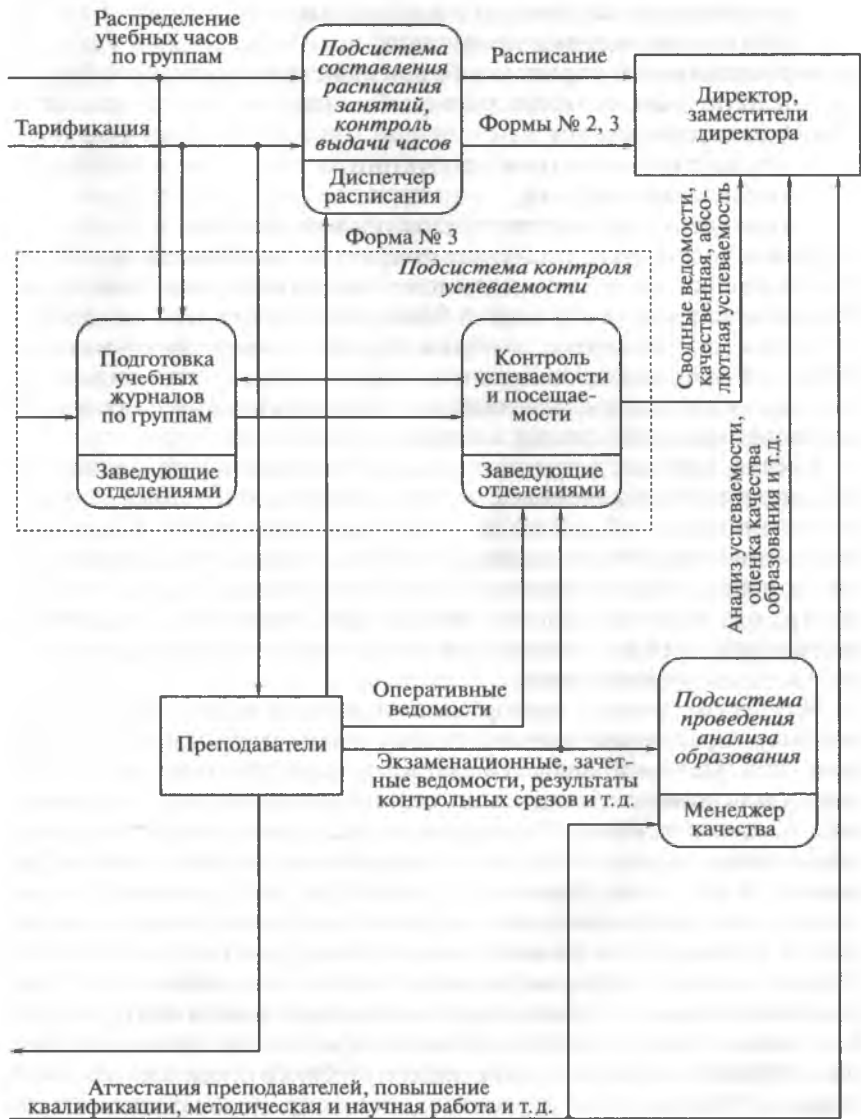 Распределение
учебных часов
по группам
Подсистема
составления
расписания
занятий,
контроль
выдачи часов
Диспетчер
расписания
Расписание
Формы № 2, 3
Директор,
заместители
директора
Тарификация
Форма № 3
Подсистема контроля
успеваемости
Подготовка
учебных
журналов
по группам
Заведующие
отделениями
Контроль
успеваемости
и посещае-
мости
Заведующие
отделениями
Сводные ведомости,
качественная, абсо-
лютная успеваемость
Анализ успеваемости,
оценка качества
образования и т.д.
Преподаватели
Оперативные
ведомости
Экзаменационные, зачет-
ные ведомости, результаты
контрольных срезов и т.д.
Подсистема
проведения
анализа
образования
Менеджер
качества
Аттестация преподавателей, повышение
квалификации, методическая и научная работа и т.д.